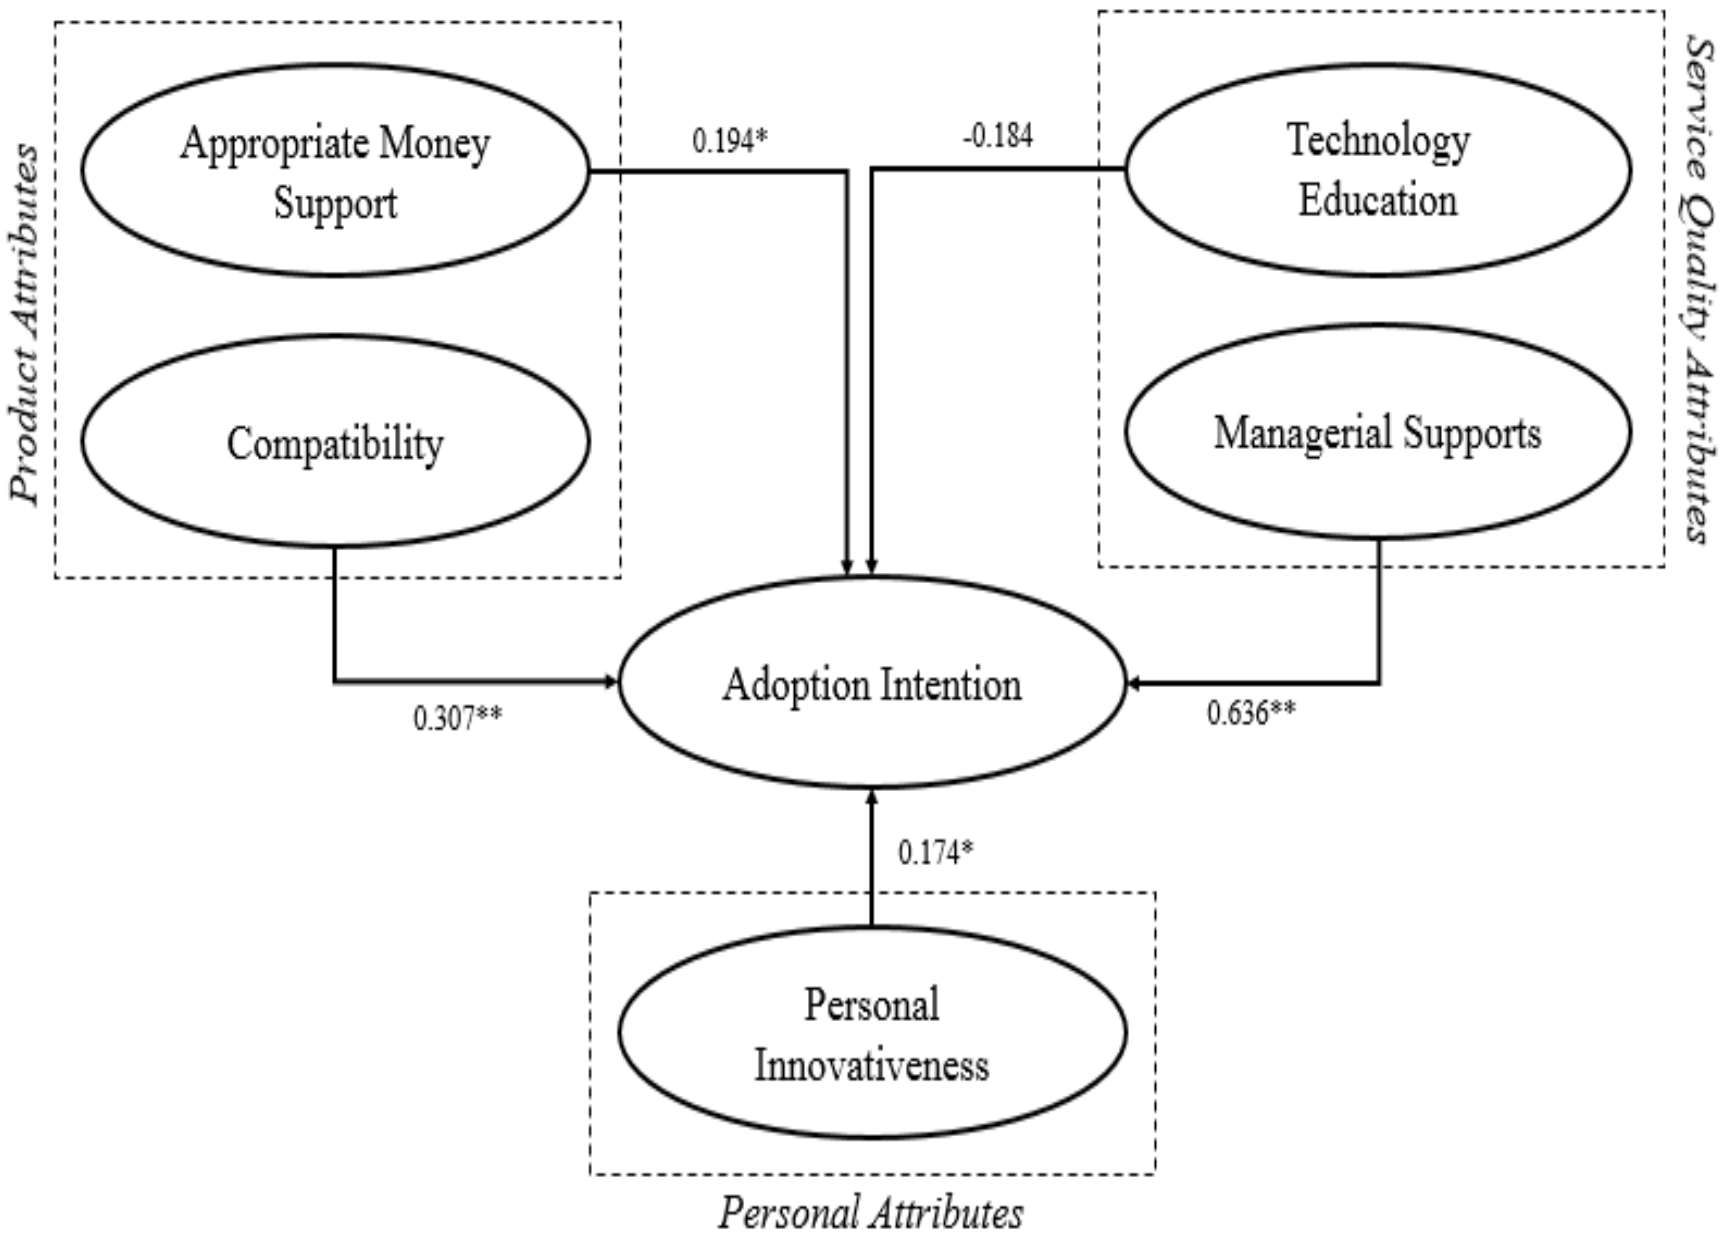 Product Attributes
Appropriate Money
Support
Compatibility
0.194*
-0.184
Technology
Education
Managerial Supports
Service Quality Attributes
Adoption Intention
0.307**
0.636**
0.174*
Personal
Innovativeness
Personal Attributes